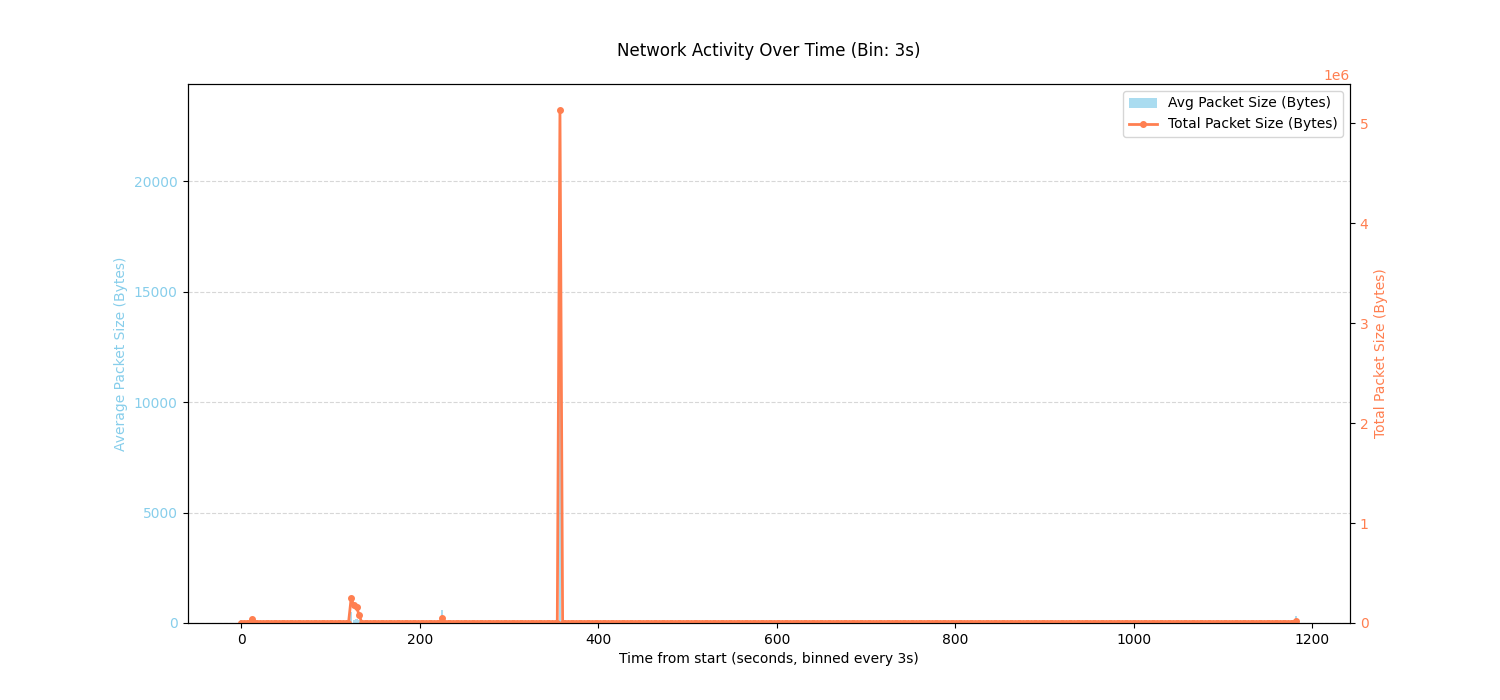 Network Activity Over Time (Bin: 3s)
1e6
Avg Packet Size (Bytes)
Total Packet Size (Bytes)
Average Packet Size (Bytes)
20000
15000
10000
5000
0
5
4
3
2
1
0
Total Packet Size (Bytes)
0 200 400 600 800 1000 1200
Time from start (seconds, binned every 3s)